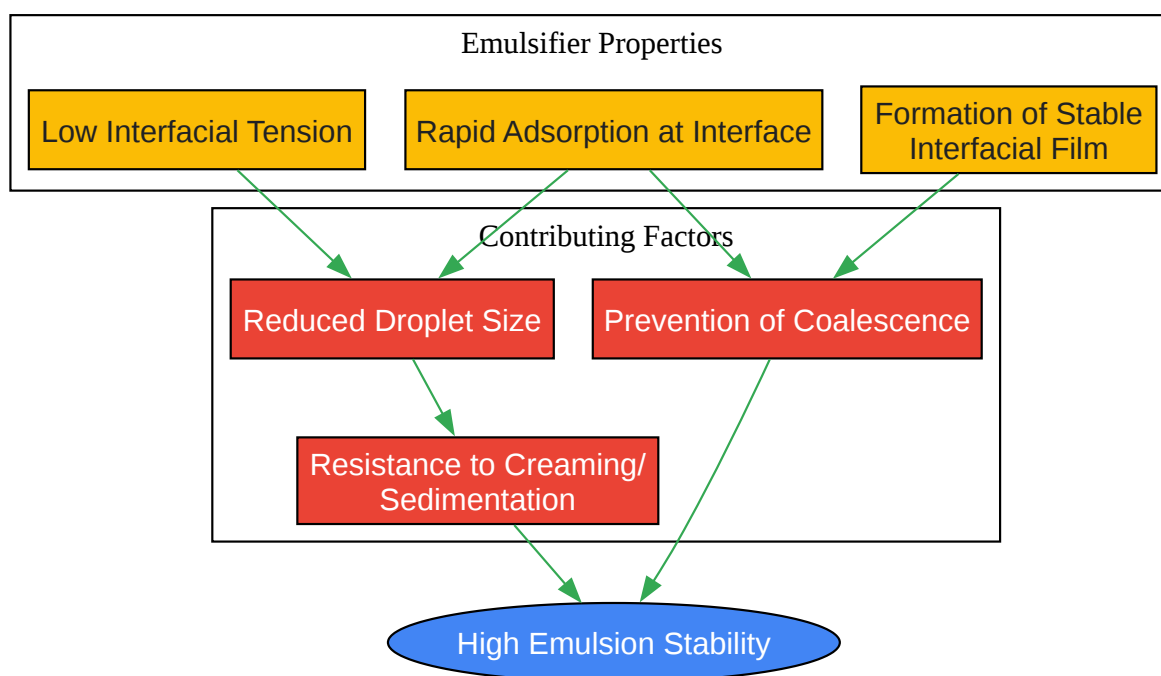 Emulsifier Properties
Low Interfacial Tension
Rapid Adsorption at Interface
Formation of Stable
Interfacial Film
Contributing Factors
Reduced Droplet Size
Prevention of Coalescence
Resistance to Creaming/
Sedimentation
High Emulsion Stability